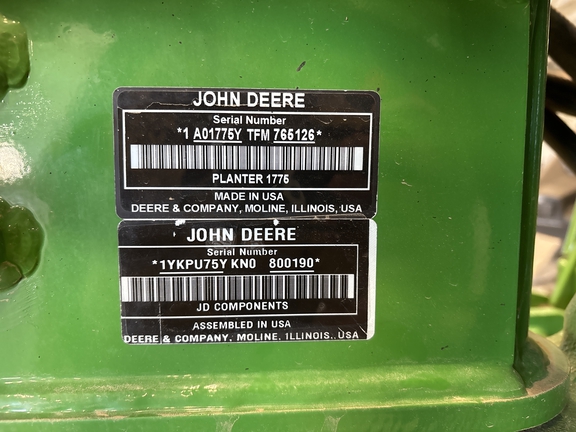 JOHN DEERE
Serial Number
*1 A01775Y TFM 765126*
PLANTER 1775
MADE IN USA
DEERE & COMPANY, MOLINE, ILLINOIS, USA
JOHN DEERE
Serial Number
*1YKPU75Y KN0 800190*
JD COMPONENTS
ASSEMBLED IN USA
DEERE & COMPANY, MOLINE, ILLINOIS, USA